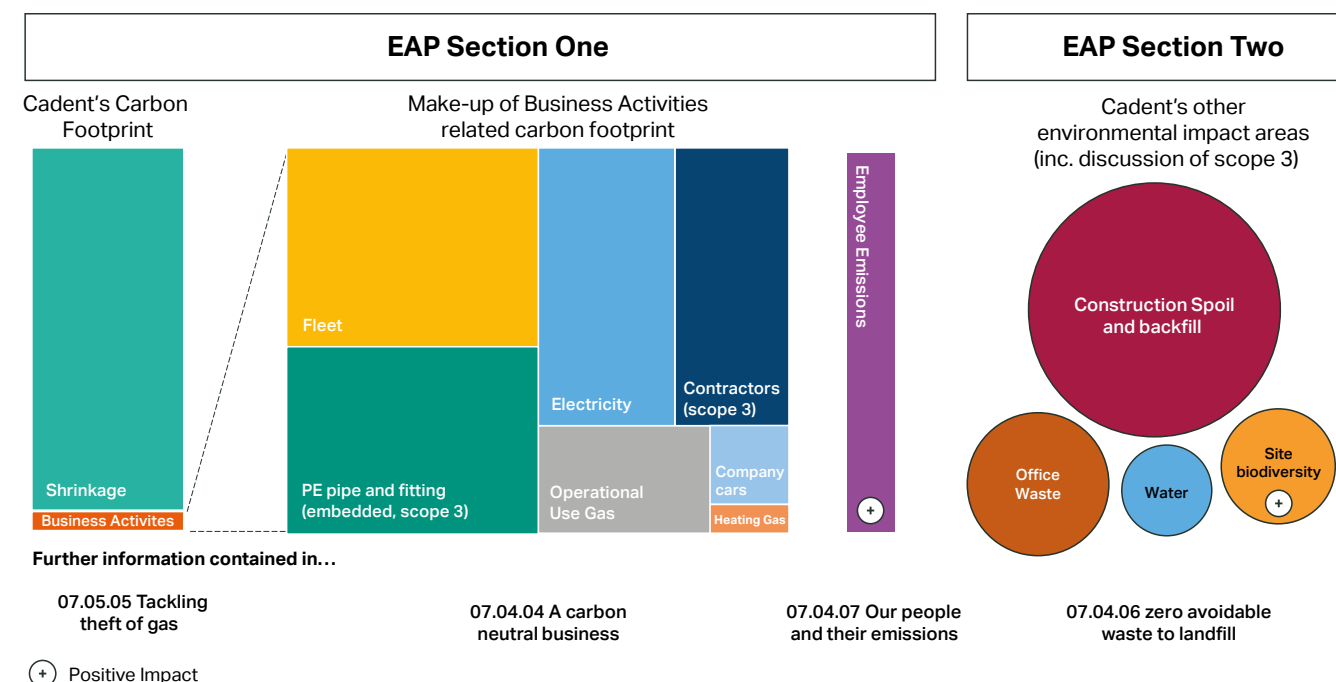 EAP Section One
EAP Section Two
Cadent's Carbon
Footprint
Make-up of Business Activities
related carbon footprint
Cadent's other
environmental impact areas
(inc. discussion of scope 3)
Shrinkage
Business Activites
Fleet
PE pipe and fitting
(embedded, scope 3)
Electricity
Contractors
(scope 3)
Operational
Use Gas
Company
cars
Heating Gas
Employee Emissions
+
Construction Spoil
and backfill
Office
Waste
Water
Site
biodiversity
+
Further information contained in...
07.05.05 Tackling
theft of gas
07.04.04 A carbon
neutral business
07.04.07 Our people
and their emissions
07.04.06 zero avoidable
waste to landfill
+ Positive Impact